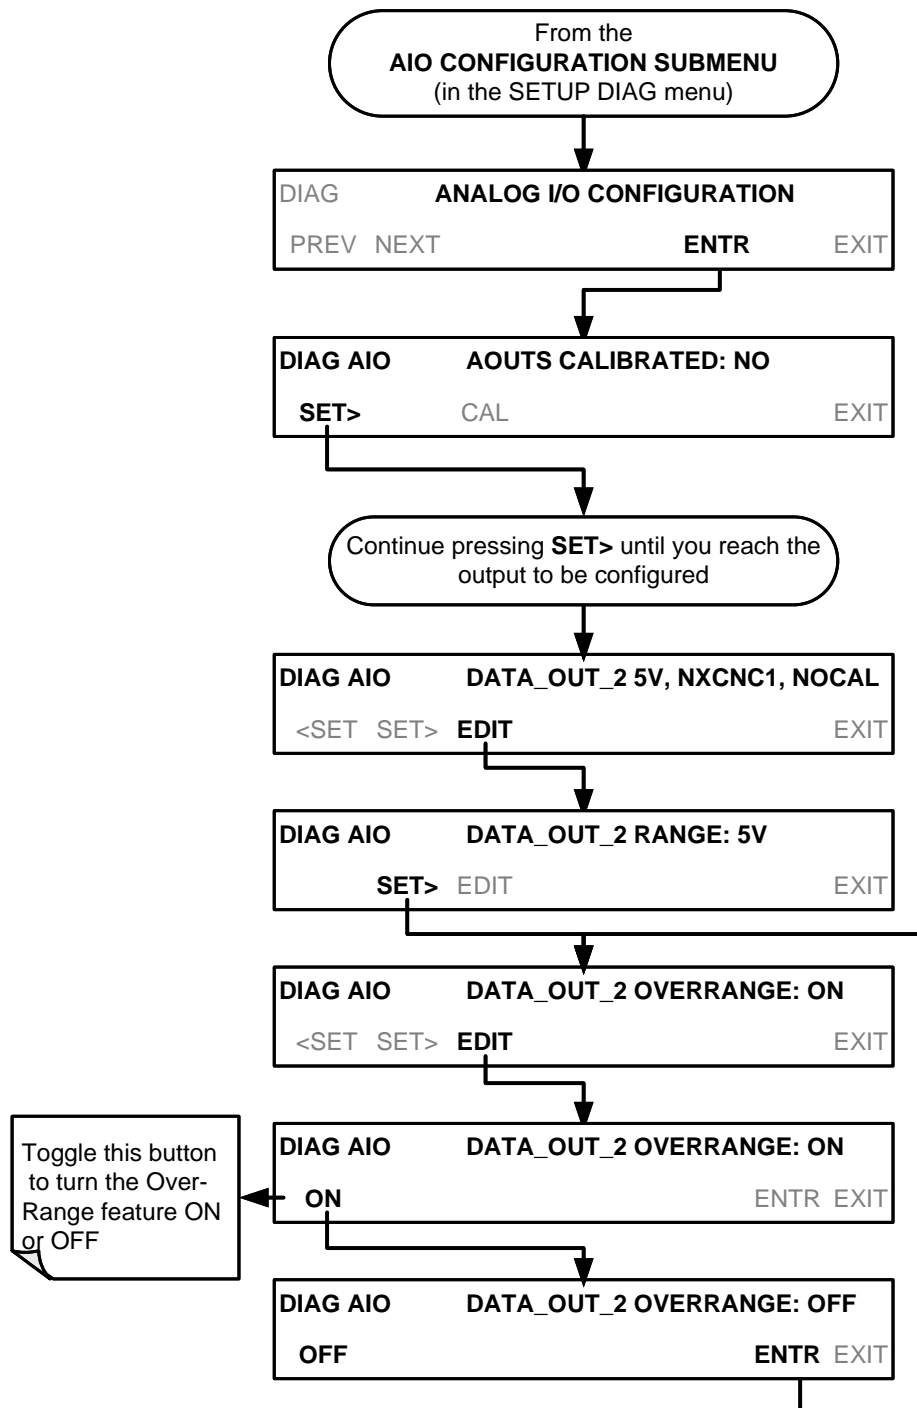 From the
AIO CONFIGURATION SUBMENU
(in the SETUP DIAG menu)
DIAG ANALOG I/O CONFIGURATION
PREV NEXT ENTR EXIT
DIAG AIO AOUTS CALIBRATED: NO
SET> CAL EXIT
Continue pressing SET> until you reach the
output to be configured
DIAG AIO DATA_OUT_2 5V, NXCNC1, NOCAL
<SET SET> EDIT EXIT
DIAG AIO DATA_OUT_2 RANGE: 5V
SET> EDIT EXIT
DIAG AIO DATA_OUT_2 OVERRANGE: ON
<SET SET> EDIT EXIT
Toggle this button
to turn the Over-
Range feature ON
or OFF
DIAG AIO DATA_OUT_2 OVERRANGE: ON
ON ENTR EXIT
DIAG AIO DATA_OUT_2 OVERRANGE: OFF
OFF ENTR EXIT